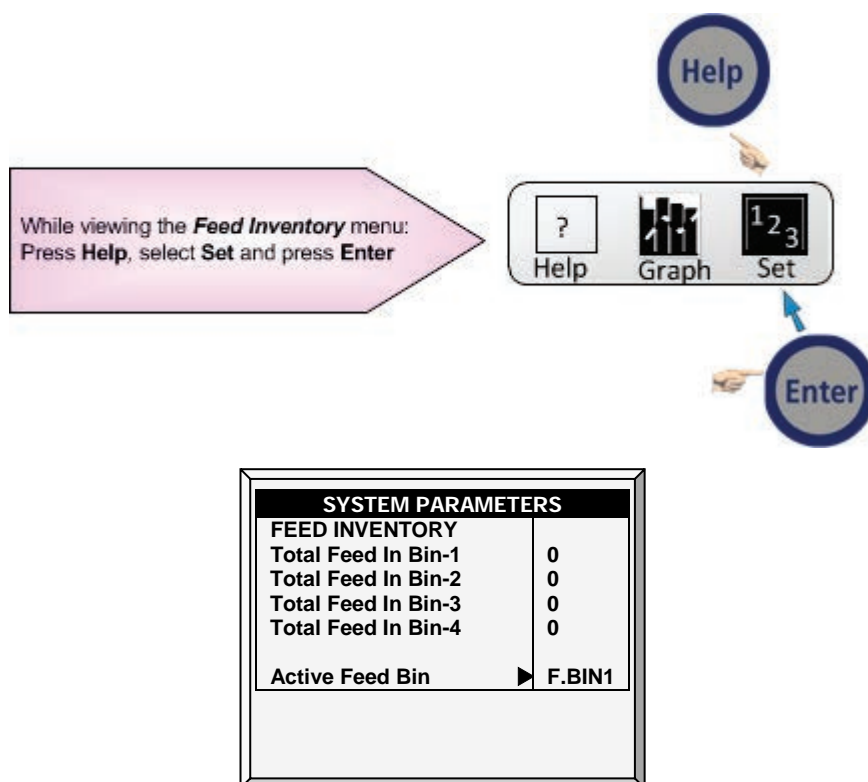 Help
While viewing the Feed Inventory menu:
Press Help, select Set and press Enter
? 123
Help Graph Set
Enter
SYSTEM PARAMETERS
FEED INVENTORY
Total Feed In Bin-1 0
Total Feed In Bin-2 0
Total Feed In Bin-3 0
Total Feed In Bin-4 0
Active Feed Bin ▶ F.BIN1